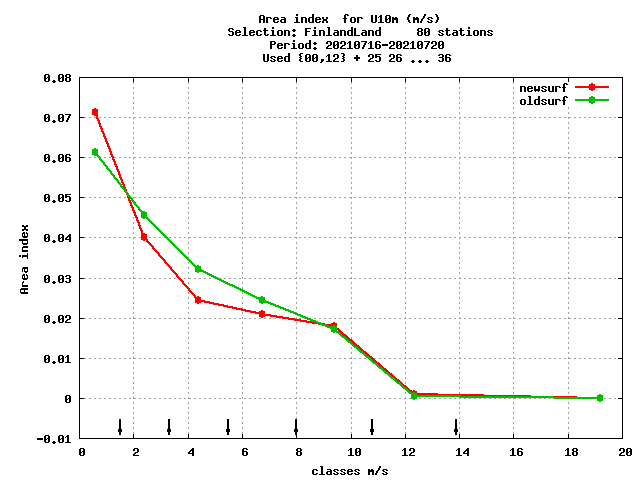 Area index  for U10m (m/s)
Selection: FinlandLand     80 stations
Period: 20210716-20210720
Used {00,12} + 25 26 ... 36
newsurf
oldsurf
0.08
0.07
0.06
0.05
0.04
0.03
0.02
0.01
0
-0.01
Area index
0 2 4 6 8 10 12 14 16 18 20
classes m/s